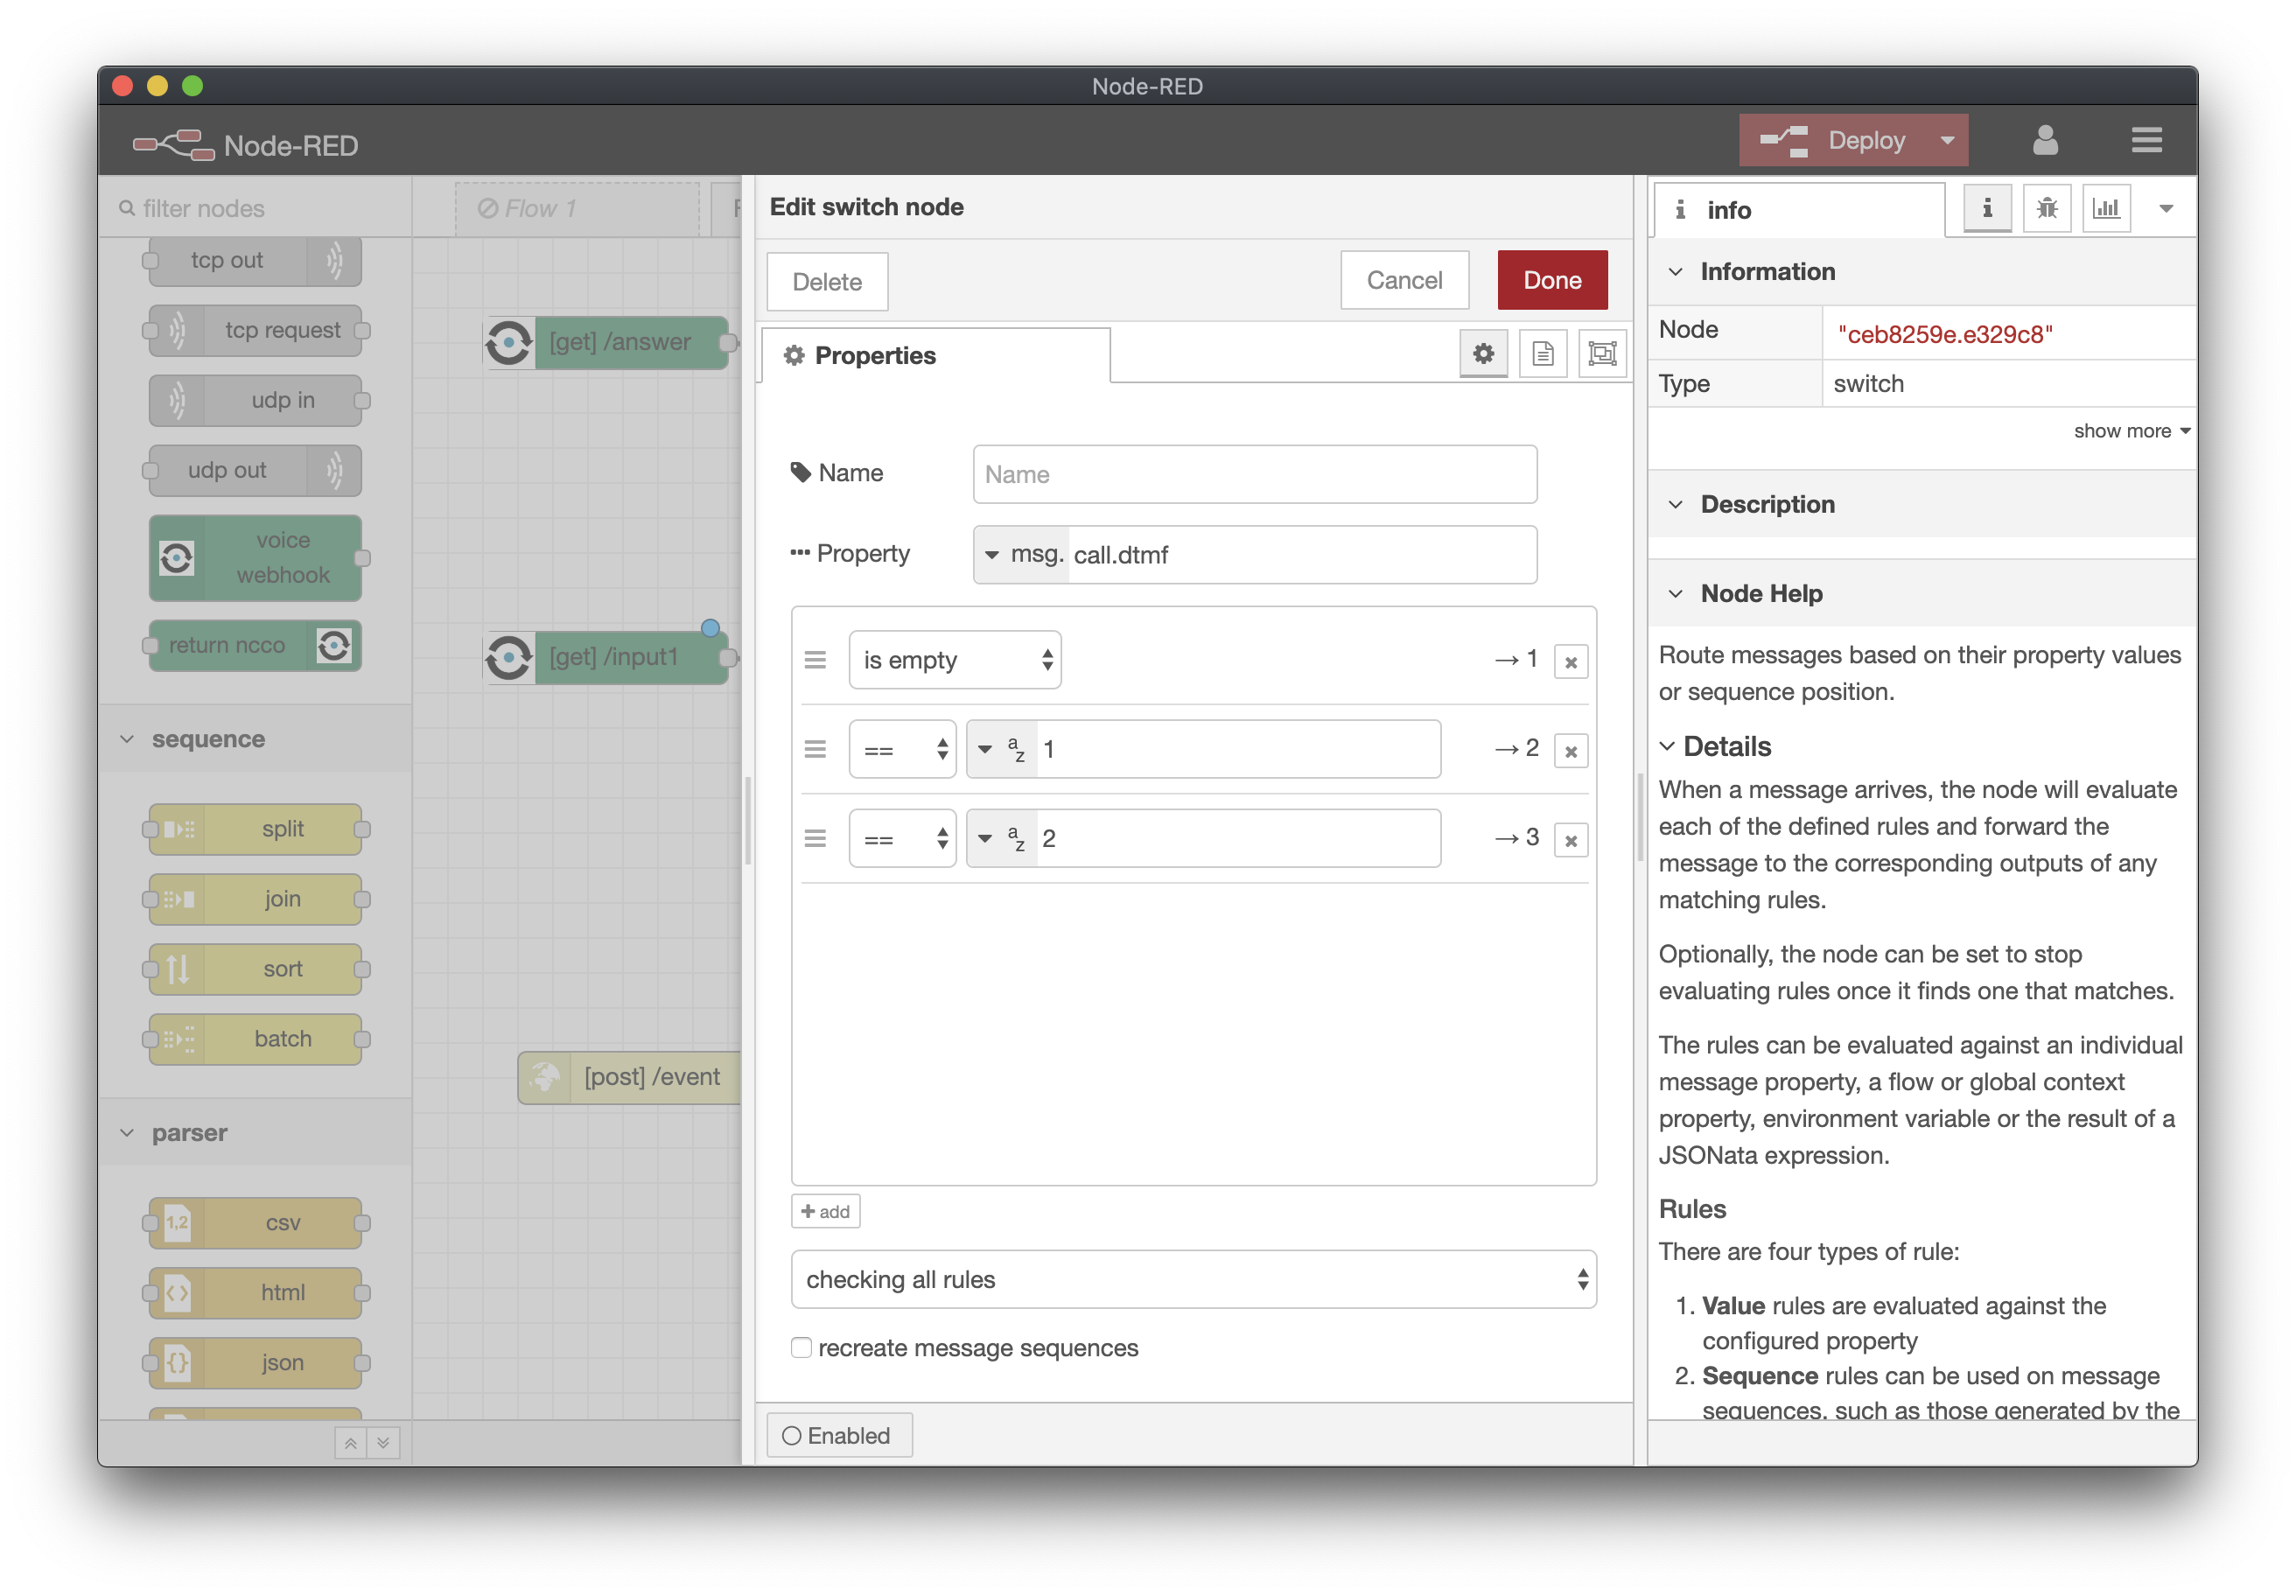 Node-RED
Node-RED
Deploy
filter nodes
tcp out
tcp request
udp in
udp out
voice
webhook
return ncco
sequence
split
join
sort
batch
parser
1,2
csv
html
json
Flow 1
[get] /answer
[get] /input1
[post] /event
Edit switch node
Delete
Cancel
Done
Properties
Name
Name
Property
msg. call.dtmf
is empty
→ 1
==
a
z
1
→ 2
==
a
z
2
→ 3
add
checking all rules
recreate message sequences
Enabled
info
Information
Node
"ceb8259e.e329c8"
Type
switch
show more
Description
Node Help
Route messages based on their property values
or sequence position.
Details
When a message arrives, the node will evaluate
each of the defined rules and forward the
message to the corresponding outputs of any
matching rules.
Optionally, the node can be set to stop
evaluating rules once it finds one that matches.
The rules can be evaluated against an individual
message property, a flow or global context
property, environment variable or the result of a
JSONata expression.
Rules
There are four types of rule:
1. Value rules are evaluated against the
configured property
2. Sequence rules can be used on message
sequences, such as those generated by the